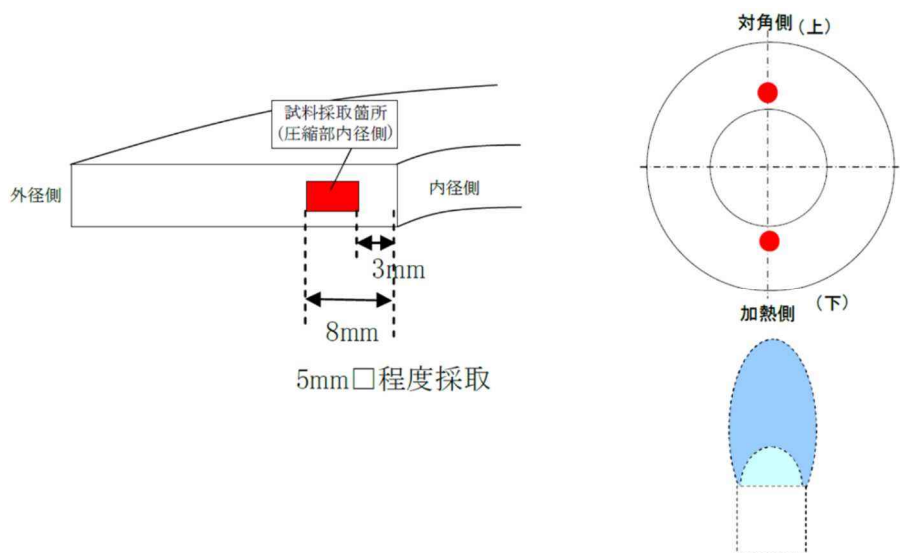 試料採取箇所
(圧縮部内径側)
外径側
内径側
3mm
8mm
5mm□程度採取
対角側(上)
加熱側
(下)